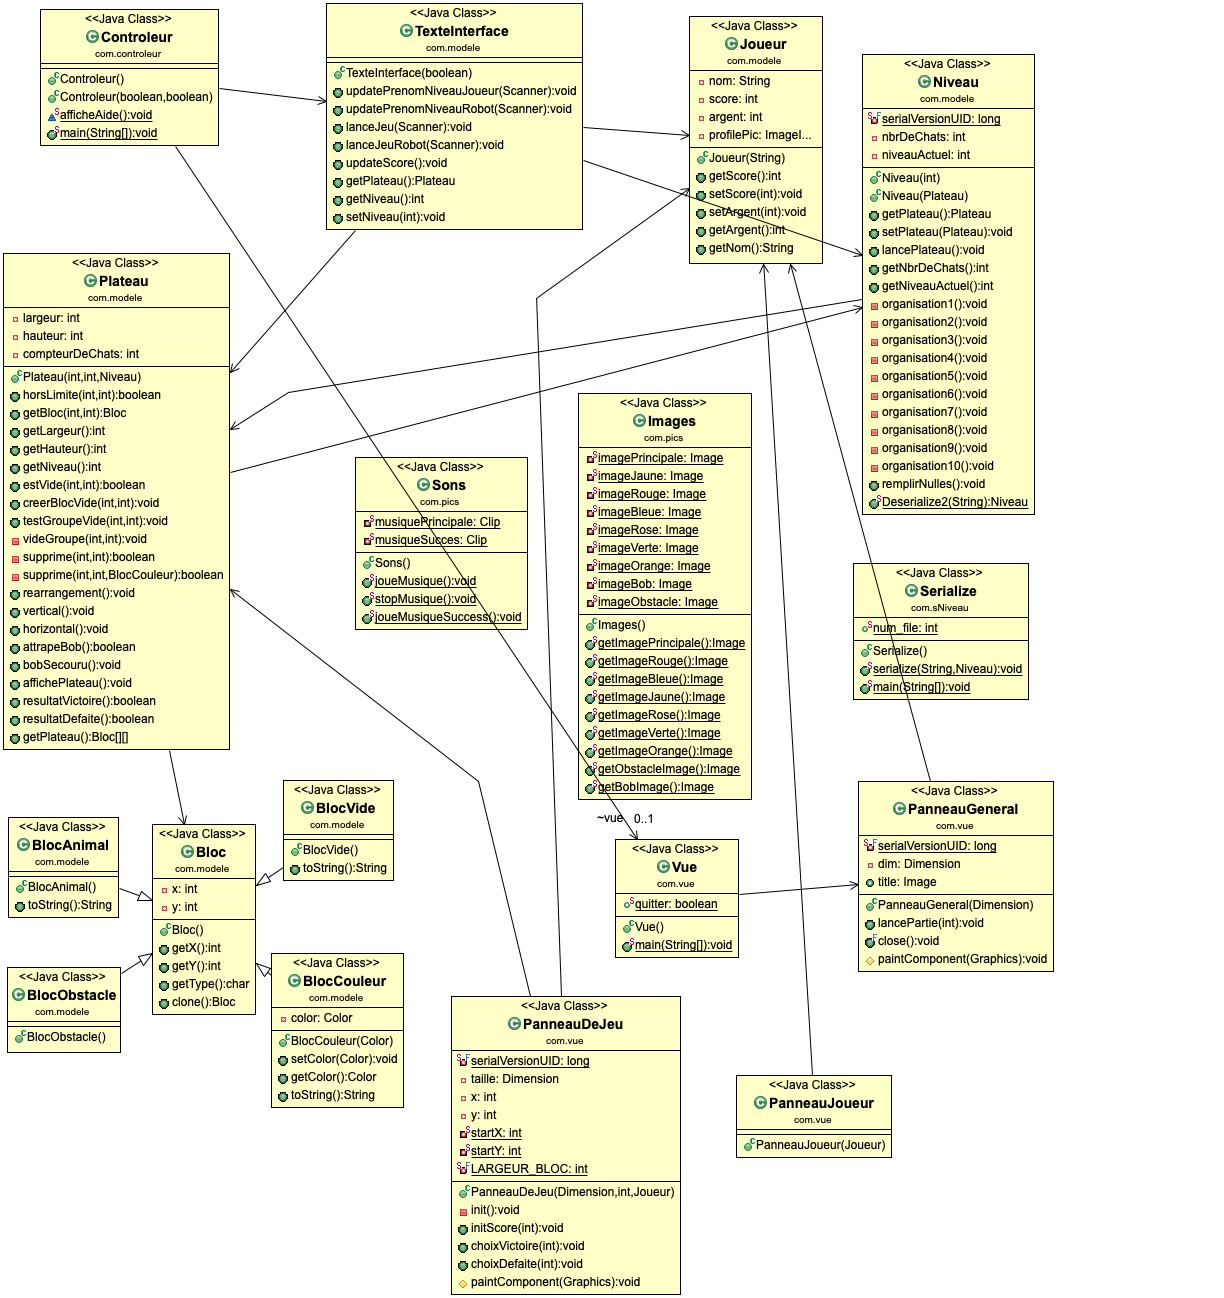 <<Java Class>>
Controleur
com.controleur
Controleur()
Controleur(boolean,boolean)
afficheAide():void
main(String[]):void
<<Java Class>>
TexteInterface
com.modele
TexteInterface(boolean)
updatePrenomNiveauJoueur(Scanner):void
updatePrenomNiveauRobot(Scanner):void
lanceJeu(Scanner):void
lanceJeuRobot(Scanner):void
updateScore():void
getPlateau():Plateau
getNiveau():int
setNiveau(int):void
<<Java Class>>
Joueur
com.modele
nom: String
score: int
argent: int
profilePic: ImageI...
Joueur(String)
getScore():int
setScore(int):void
setArgent(int):void
getArgent():int
getNom():String
<<Java Class>>
Niveau
com.modele
serialVersionUID: long
nbrDeChats: int
niveauActuel: int
Niveau(int)
Niveau(Plateau)
getPlateau():Plateau
setPlateau(Plateau):void
lancePlateau():void
getNbrDeChats():int
getNiveauActuel():int
organisation1():void
organisation2():void
organisation3():void
organisation4():void
organisation5():void
organisation6():void
organisation7():void
organisation8():void
organisation9():void
organisation10():void
remplirNulles():void
Deserialize2(String):Niveau
<<Java Class>>
Plateau
com.modele
largeur: int
hauteur: int
compteurDeChats: int
Plateau(int,int,Niveau)
horsLimite(int,int):boolean
getBloc(int,int):Bloc
getLargeur():int
getHauteur():int
getNiveau():int
estVide(int,int):boolean
creerBlocVide(int,int):void
testGroupeVide(int,int):void
videGroupe(int,int):void
supprime(int,int):boolean
supprime(int,int,BlocCouleur):boolean
rearrangement():void
vertical():void
horizontal():void
attrapeBob():boolean
bobSecouru():void
affichePlateau():void
resultatVictoire():boolean
resultatDefaite():boolean
getPlateau():Bloc[][]
<<Java Class>>
Sons
com.pics
musiquePrincipale: Clip
musiqueSucces: Clip
Sons()
joueMusique():void
stopMusique():void
joueMusiqueSuccess():void
<<Java Class>>
Images
com.pics
imagePrincipale: Image
imageJaune: Image
imageRouge: Image
imageBleue: Image
imageRose: Image
imageVerte: Image
imageOrange: Image
imageBob: Image
imageObstacle: Image
Images()
getImagePrincipale():Image
getImageRouge():Image
getImageBleue():Image
getImageJaune():Image
getImageRose():Image
getImageVerte():Image
getImageOrange():Image
getObstacleImage():Image
getBobImage():Image
<<Java Class>>
Serialize
com.sNiveau
num_file: int
Serialize()
serialize(String,Niveau):void
main(String[]):void
<<Java Class>>
BlocAnimal
com.modele
BlocAnimal()
toString():String
<<Java Class>>
Bloc
com.modele
x: int
y: int
Bloc()
getX():int
getY():int
getType():char
clone():Bloc
<<Java Class>>
BlocVide
com.modele
BlocVide()
toString():String
<<Java Class>>
BlocObstacle
com.modele
BlocObstacle()
<<Java Class>>
BlocCouleur
com.modele
color: Color
BlocCouleur(Color)
setColor(Color):void
getColor():Color
toString():String
~vue 0..1
<<Java Class>>
Vue
com.vue
quitter: boolean
Vue()
main(String[]):void
<<Java Class>>
PanneauGeneral
com.vue
serialVersionUID: long
dim: Dimension
title: Image
PanneauGeneral(Dimension)
lancePartie(int):void
close():void
paintComponent(Graphics):void
<<Java Class>>
PanneauDeJeu
com.vue
serialVersionUID: long
taille: Dimension
x: int
y: int
startX: int
startY: int
LARGEUR_BLOC: int
PanneauDeJeu(Dimension,int,Joueur)
init():void
initScore(int):void
choixVictoire(int):void
choixDefaite(int):void
paintComponent(Graphics):void
<<Java Class>>
PanneauJoueur
com.vue
PanneauJoueur(Joueur)